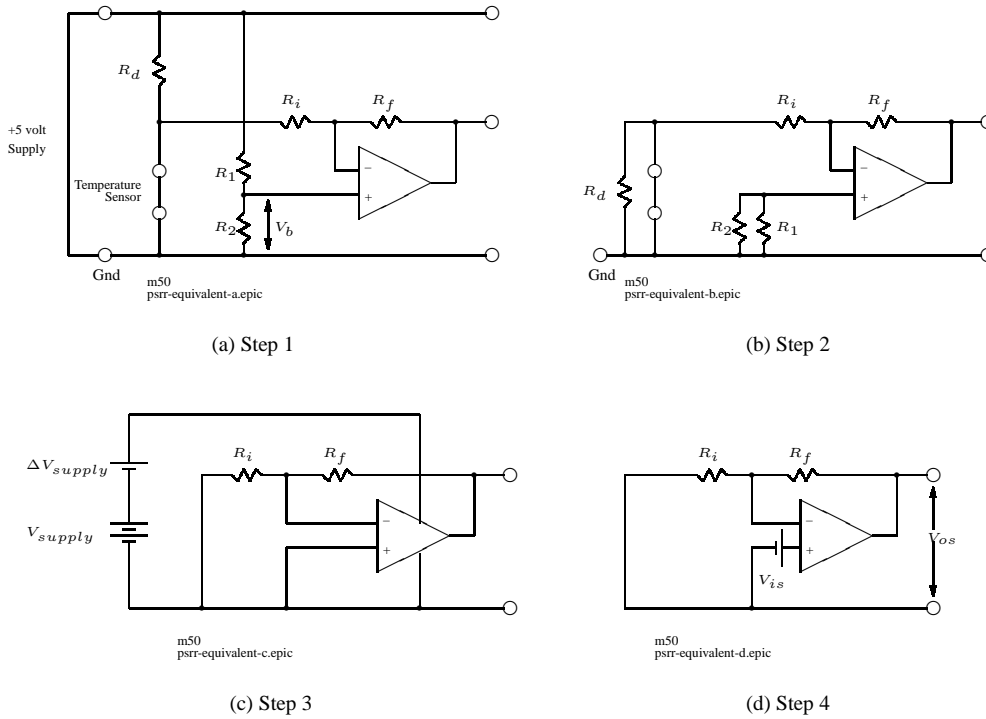 R_d
R_i
R_f
+5 volt
Supply
−
Temperature
Sensor
R_1
+
R_2
V_b
Gnd
m50
psrr-equivalent-a.epic
(a) Step 1
R_i
R_f
−
R_d
+
R_2
R_1
Gnd
m50
psrr-equivalent-b.epic
(b) Step 2
R_i
R_f
ΔV_supply
−
V_supply
+
m50
psrr-equivalent-c.epic
(c) Step 3
R_i
R_f
−
+
V_os
V_is
m50
psrr-equivalent-d.epic
(d) Step 4